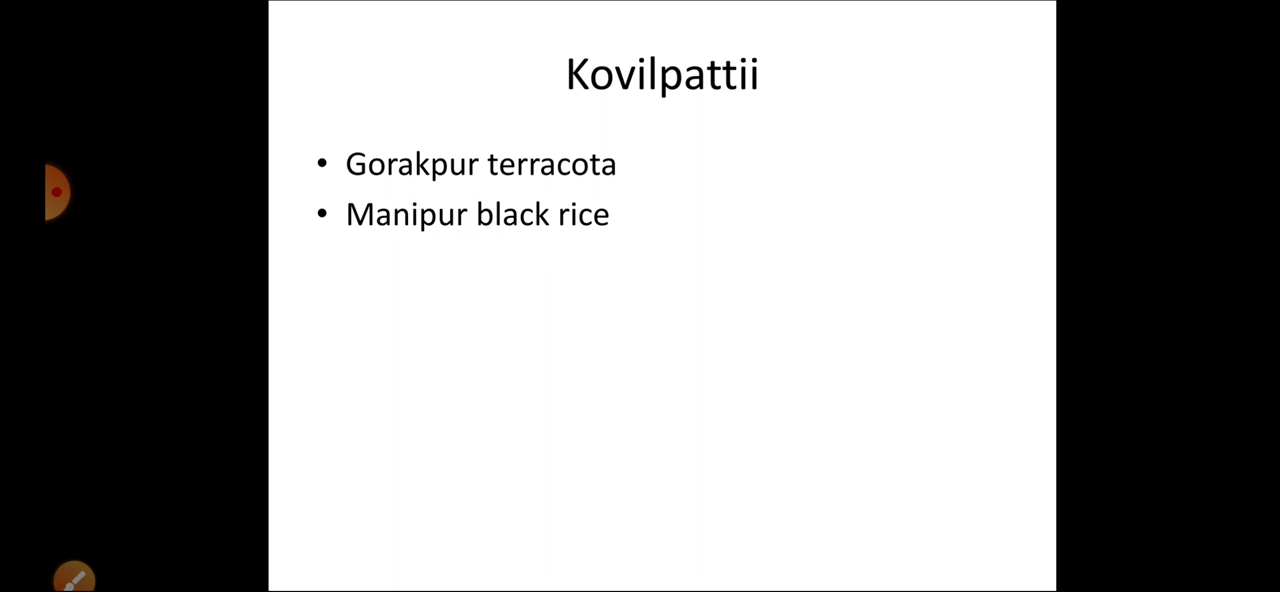 Kovilpattii
• Gorakpur terracota
• Manipur black rice